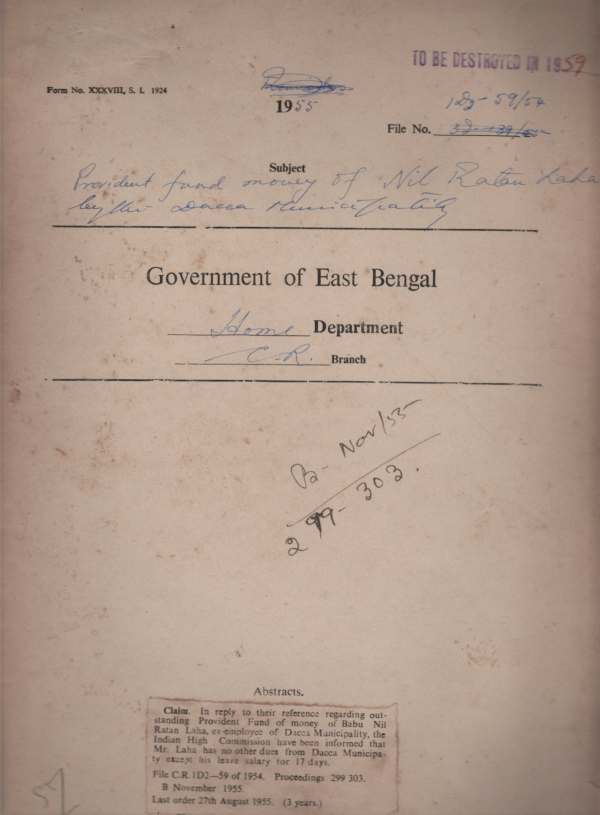 TO BE DESTROYED IN 1959
Form No. XXXVIII, S. I. 1924
1955
1D2-59/54
File No.
Subject
Provident fund money of Nil Ratan Laha
Dacca Municipality
Government of East Bengal
Home Department
C.R. Branch
B- Nov/55
299-303.
Abstracts.
Claim. In reply to their reference regarding out-
standing Provident Fund of money of Babu Nil
Ratan Laha, ex-employee of Dacca Municipality, the
Indian High Commission have been informed that
Mr. Laha has no other dues from Dacca Municipa-
ty except his leave salary for 17 days.
File C.R. 1D2—59 of 1954. Proceedings 299 303.
B November 1955.
Last order 27th August 1955. (3 years.)